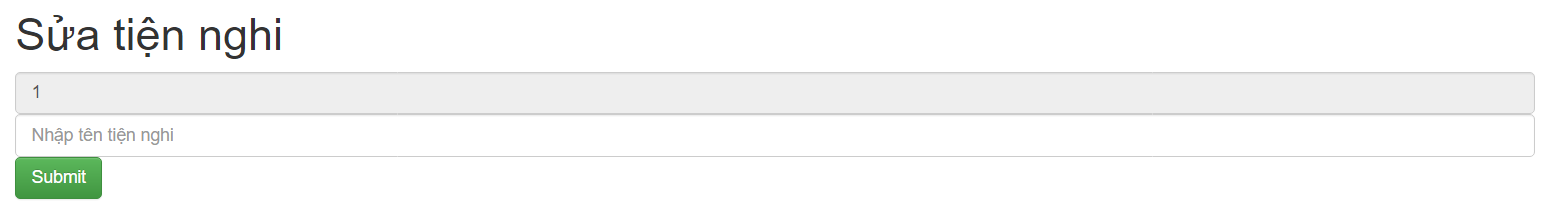 Sửa tiện nghi
1
Nhập tên tiện nghi
Submit